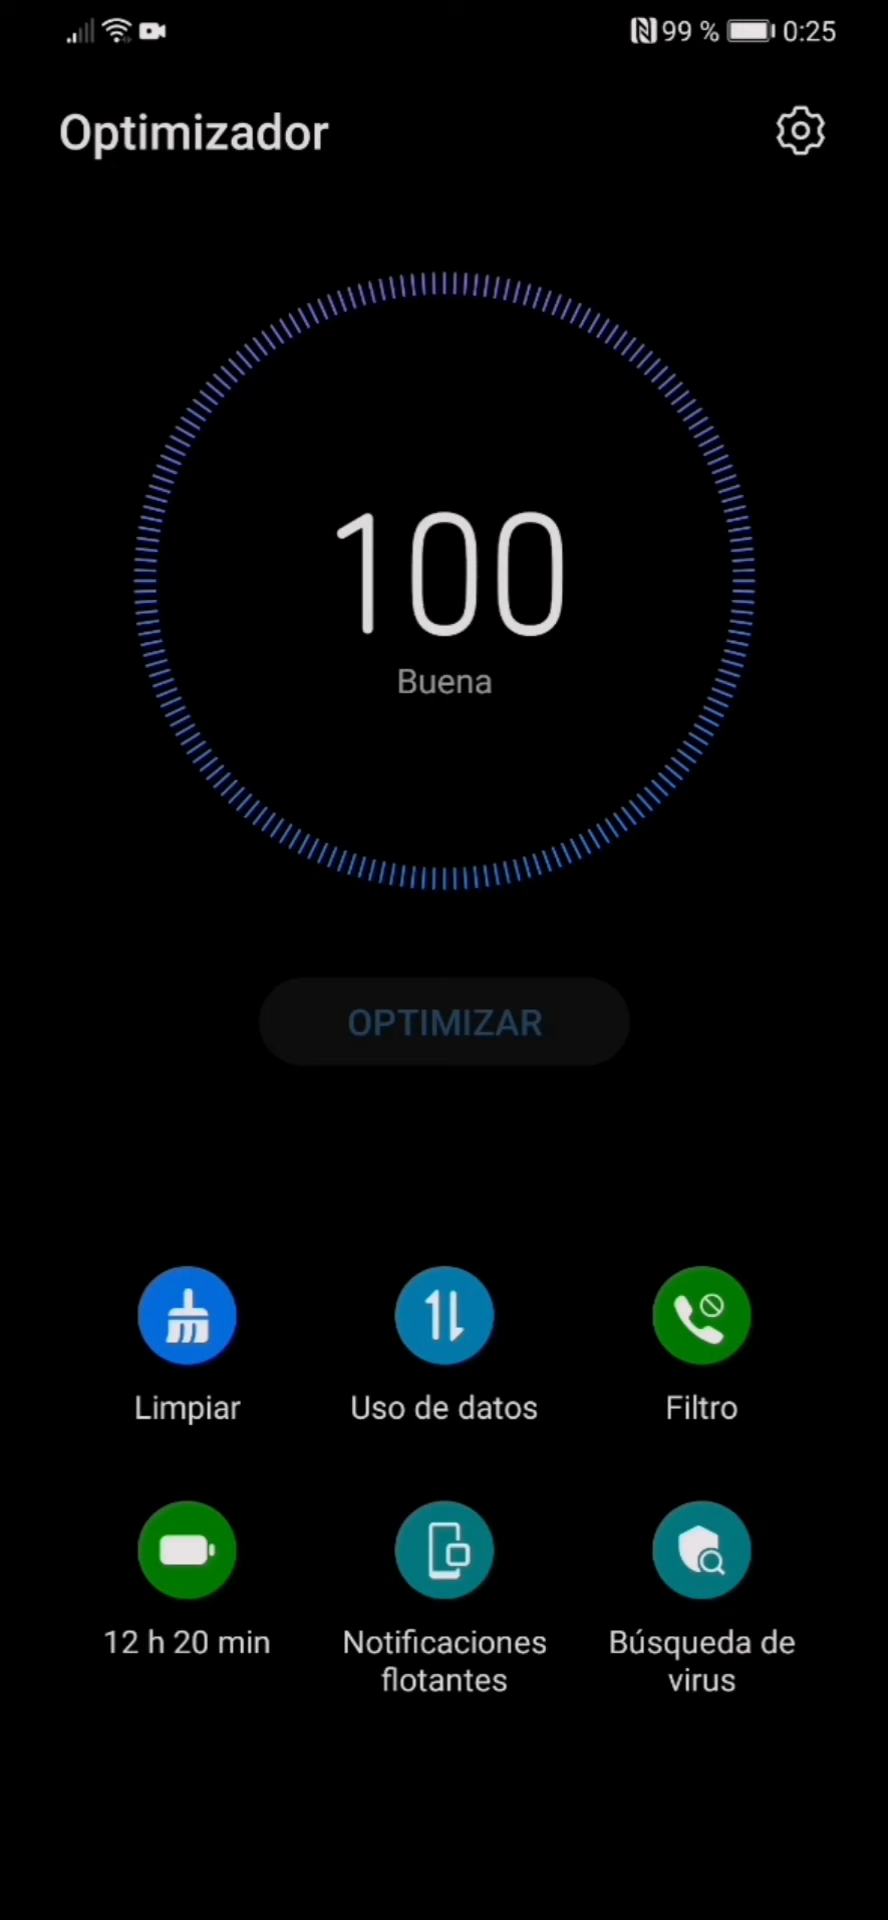 99 % 0:25
Optimizador
100
Buena
OPTIMIZAR
Limpiar
Uso de datos
Filtro
12 h 20 min
Notificaciones
flotantes
Búsqueda de
virus